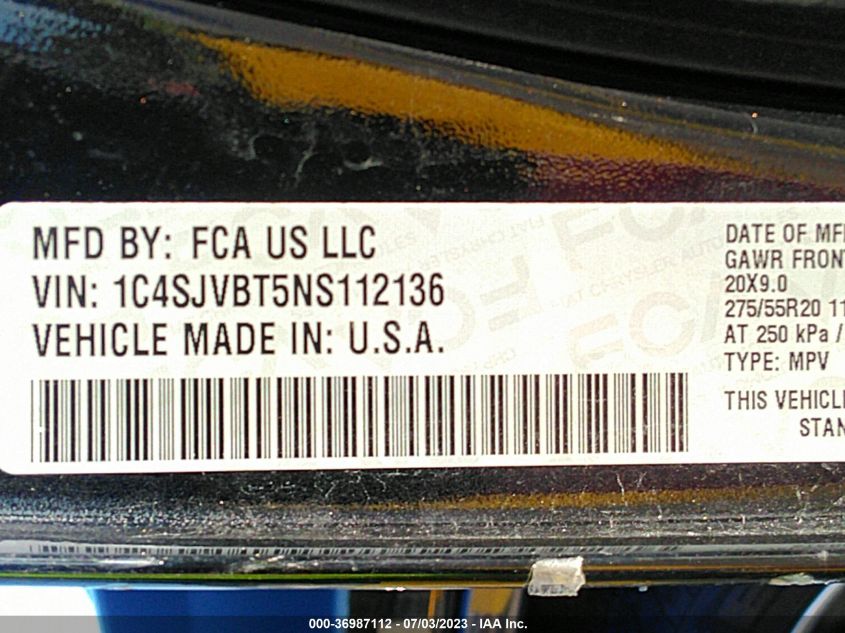 MFD BY: FCA US LLC
VIN: 1C4SJVBT5NS112136
VEHICLE MADE IN: U.S.A.
DATE OF MF
GAWR FRONT
20X9.0
275/55R20 11
AT 250 kPa /
TYPE: MPV
THIS VEHICLE
STAN
000-36987112 - 07/03/2023 - IAA Inc.